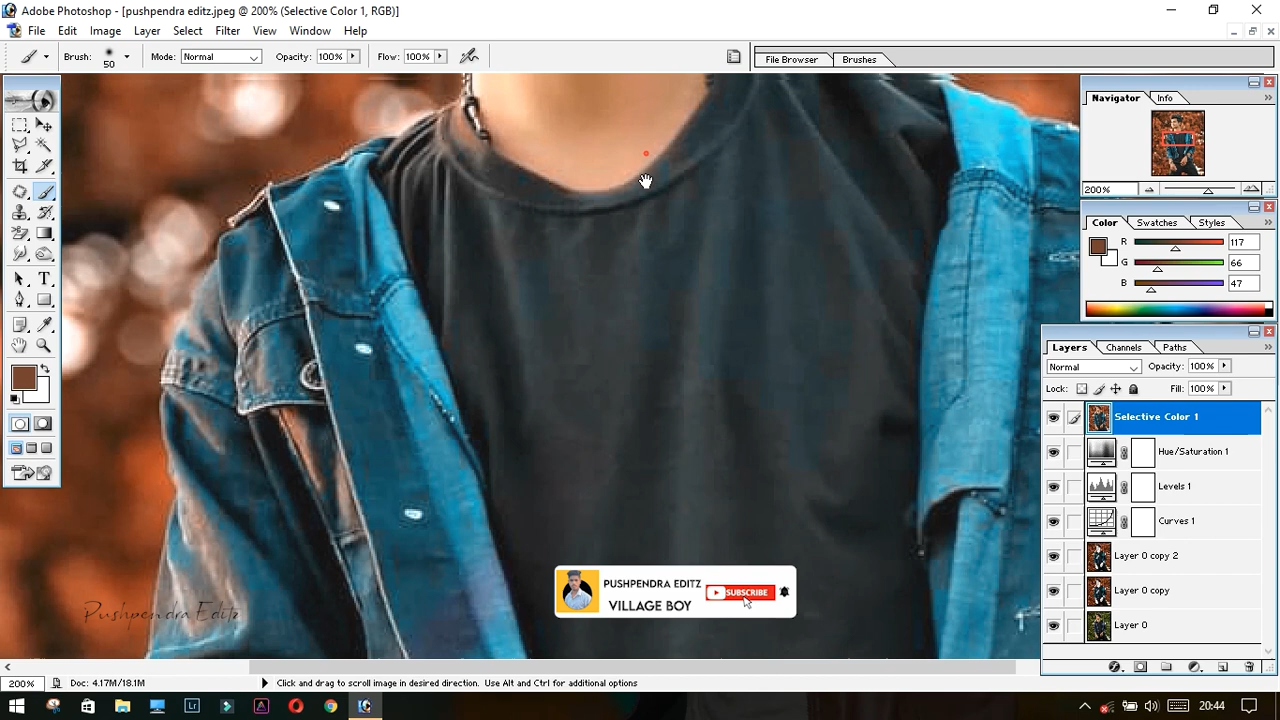 Adobe Photoshop - [pushpendra editz.jpeg @ 200% (Selective Color 1, RGB)]
File Edit Image Layer Select Filter View Window Help
Brush: 50 Mode: Normal Opacity: 100% Flow: 100%
File Browser Brushes
Navigator Info
200%
Color Swatches Styles
R 117
G 66
B 47
Layers Channels Paths
Normal Opacity: 100%
Lock: Fill: 100%
Selective Color 1
Hue/Saturation 1
Levels 1
Curves 1
Layer 0 copy 2
Layer 0 copy
Layer 0
T
PUSHPENDRA EDITZ
VILLAGE BOY
SUBSCRIBE
Pushpendra Editz
200% Doc: 4.17M/18.1M Click and drag to scroll image in desired direction. Use Alt and Ctrl for additional options
Lr
20:44